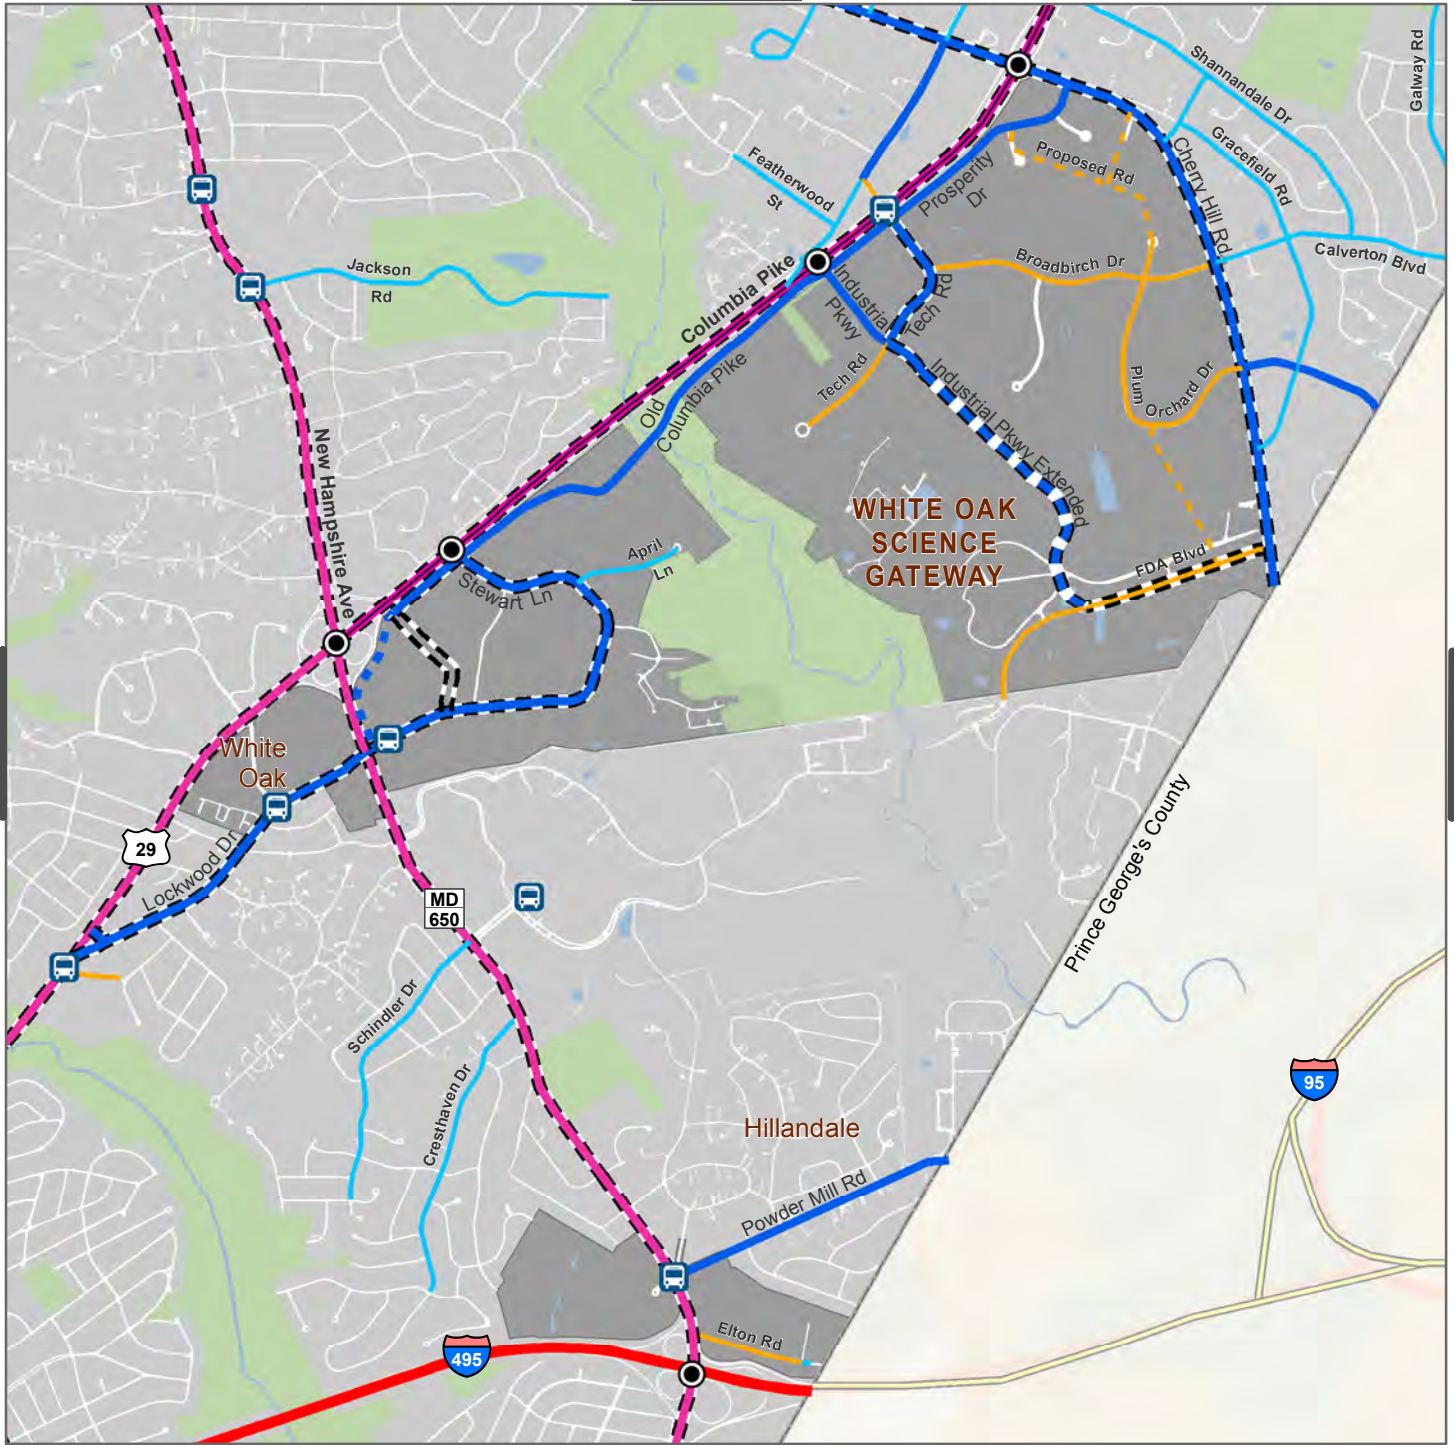 Shannandale Dr
Galway Rd
Gracefield Rd
Cherry Hill Rd
Proposed Rd
Featherwood
St
Prosperity
Dr
Calverton Blvd
Broadbirch Dr
Jackson
Rd
Columbia Pike
Industrial
Pkwy
Tech Rd
Tech Rd
Old
Columbia Pike
Industrial Pkwy Extended
Plum
Orchard Dr
New Hampshire Ave
WHITE OAK
SCIENCE
GATEWAY
April
Ln
FDA Blvd
Stewart Ln
White
Oak
29
Lockwood Dr
MD
650
Prince George's County
Schindler Dr
Cresthaven Dr
95
Hillandale
Powder Mill Rd
Elton Rd
495